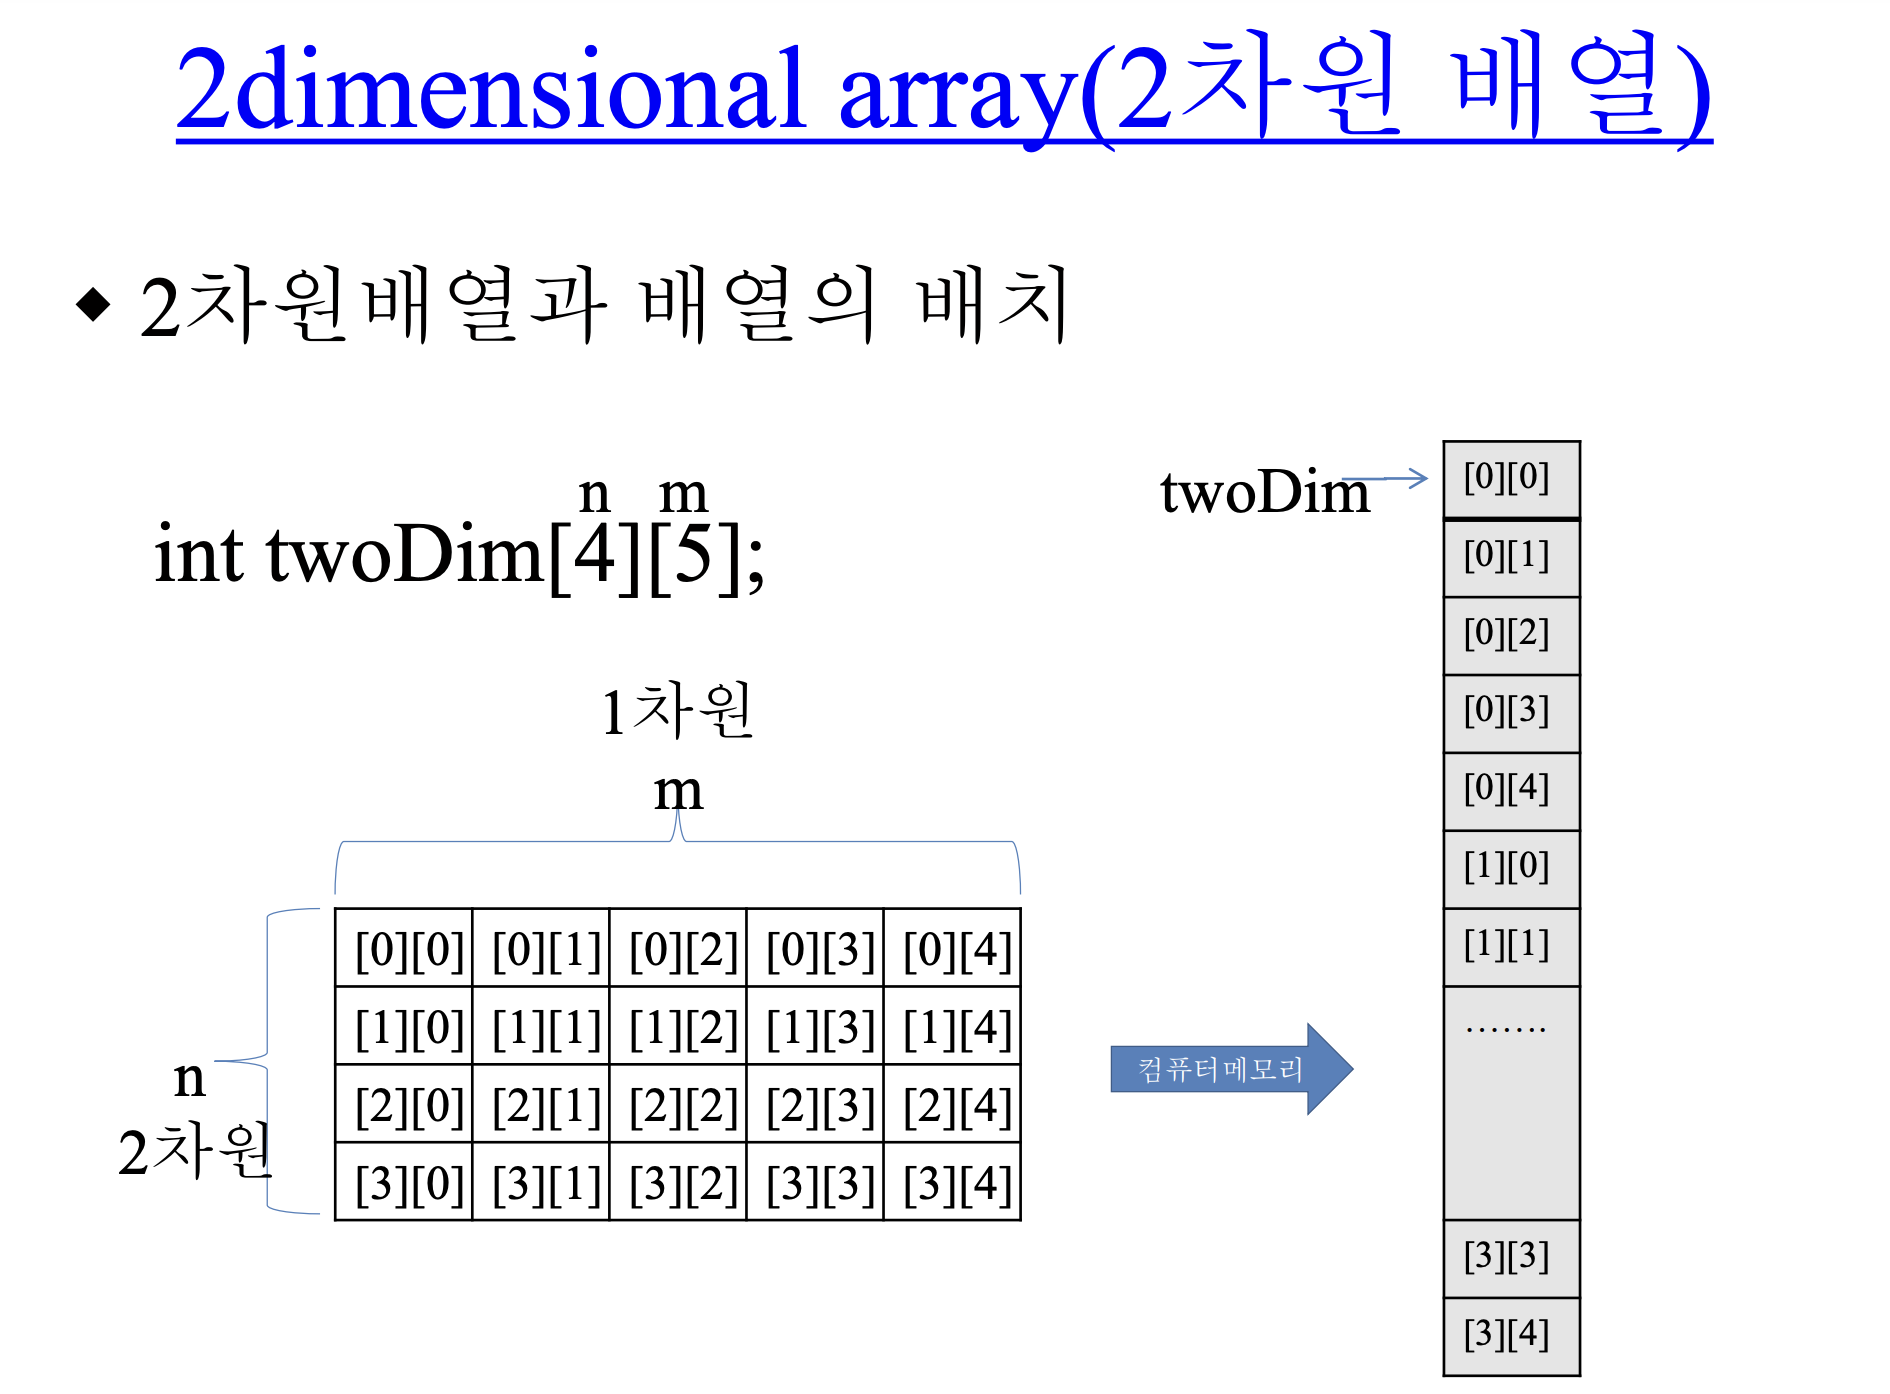 2dimensional array(2차원 배열)
◆ 2차원배열과 배열의 배치
n m
int twoDim[4][5];
1차원
m
[0][0] [0][1] [0][2] [0][3] [0][4]
[1][0] [1][1] [1][2] [1][3] [1][4]
[2][0] [2][1] [2][2] [2][3] [2][4]
[3][0] [3][1] [3][2] [3][3] [3][4]
n
2차원
컴퓨터메모리
twoDim
[0][0]
[0][1]
[0][2]
[0][3]
[0][4]
[1][0]
[1][1]
.......
[3][3]
[3][4]